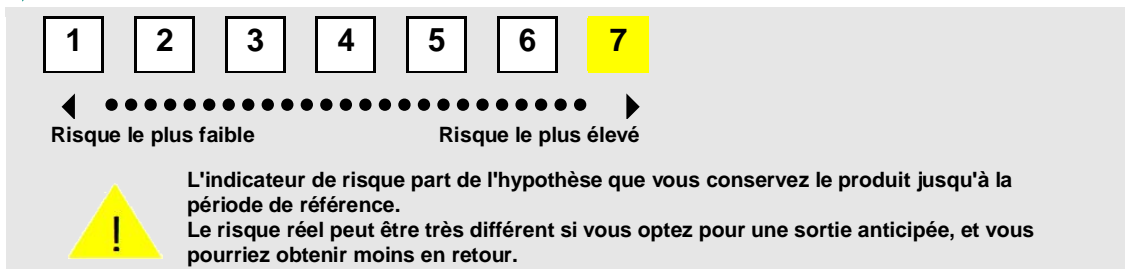 1 2 3 4 5 6 7
Risque le plus faible Risque le plus élevé
L'indicateur de risque part de l'hypothèse que vous conservez le produit jusqu'à la
période de référence.
! Le risque réel peut être très différent si vous optez pour une sortie anticipée, et vous
pourriez obtenir moins en retour.